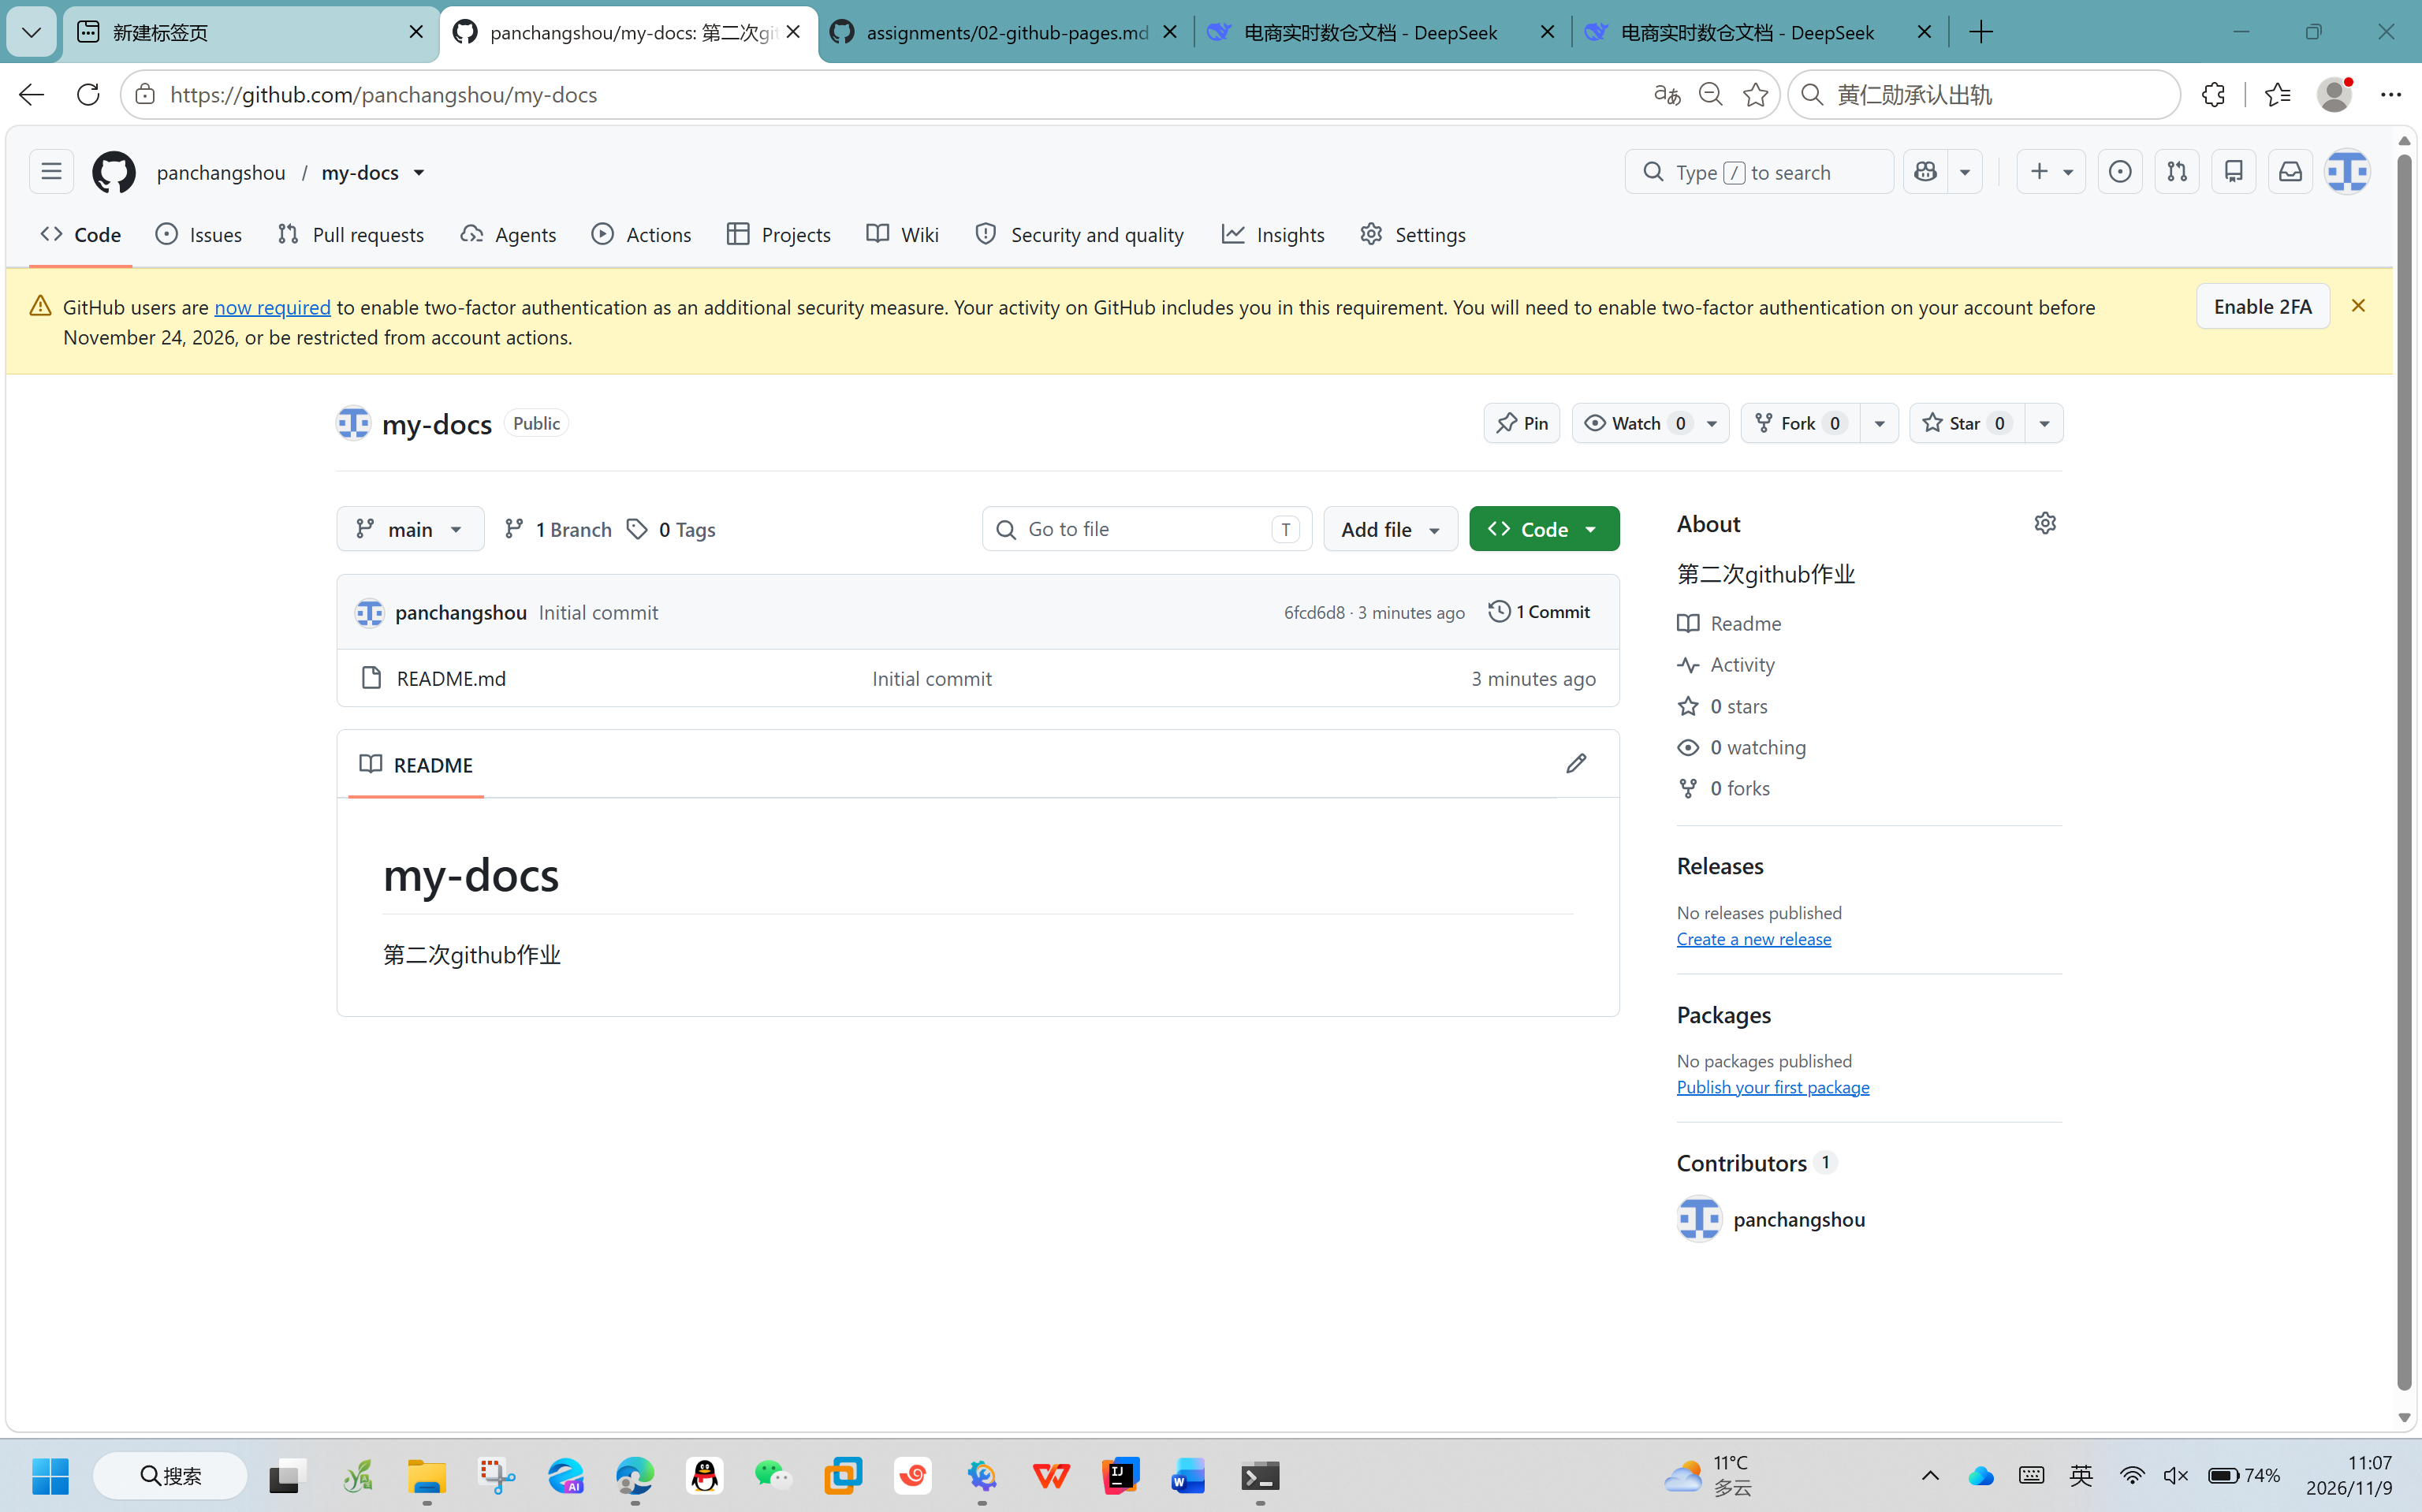 新建标签页
panchangshou/my-docs: 第二次git
assignments/02-github-pages.md
电商实时数仓文档 - DeepSeek
电商实时数仓文档 - DeepSeek
https://github.com/panchangshou/my-docs
黄仁勋承认出轨
panchangshou / my-docs
Type / to search
Code
Issues
Pull requests
Agents
Actions
Projects
Wiki
Security and quality
Insights
Settings
GitHub users are now required to enable two-factor authentication as an additional security measure. Your activity on GitHub includes you in this requirement. You will need to enable two-factor authentication on your account before
November 24, 2026, or be restricted from account actions.
Enable 2FA
my-docs Public
Pin
Watch 0
Fork 0
Star 0
main
1 Branch
0 Tags
Go to file T
Add file
Code
panchangshou Initial commit
6fcd6d8 · 3 minutes ago
1 Commit
README.md
Initial commit
3 minutes ago
README
my-docs
第二次github作业
About
第二次github作业
Readme
Activity
0 stars
0 watching
0 forks
Releases
No releases published
Create a new release
Packages
No packages published
Publish your first package
Contributors 1
panchangshou
搜索
11°C
多云
英
74%
11:07
2026/11/9